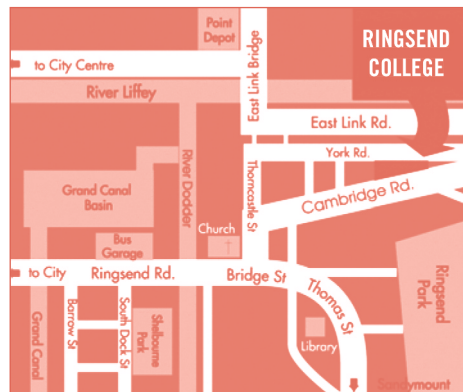 Point
Depot
RINGSEND
COLLEGE
East Link Bridge
to City Centre
River Liffey
East Link Rd.
York Rd.
River Dodder
Thorncastle St
Cambridge Rd.
Grand Canal
Basin
Church
Bus
Garage
to City
Ringsend Rd.
Bridge St
Thomas St
Ringsend
Park
Grand Canal
Barrow St
South Dock St
Shelbourne
Park
Library
Sandymount